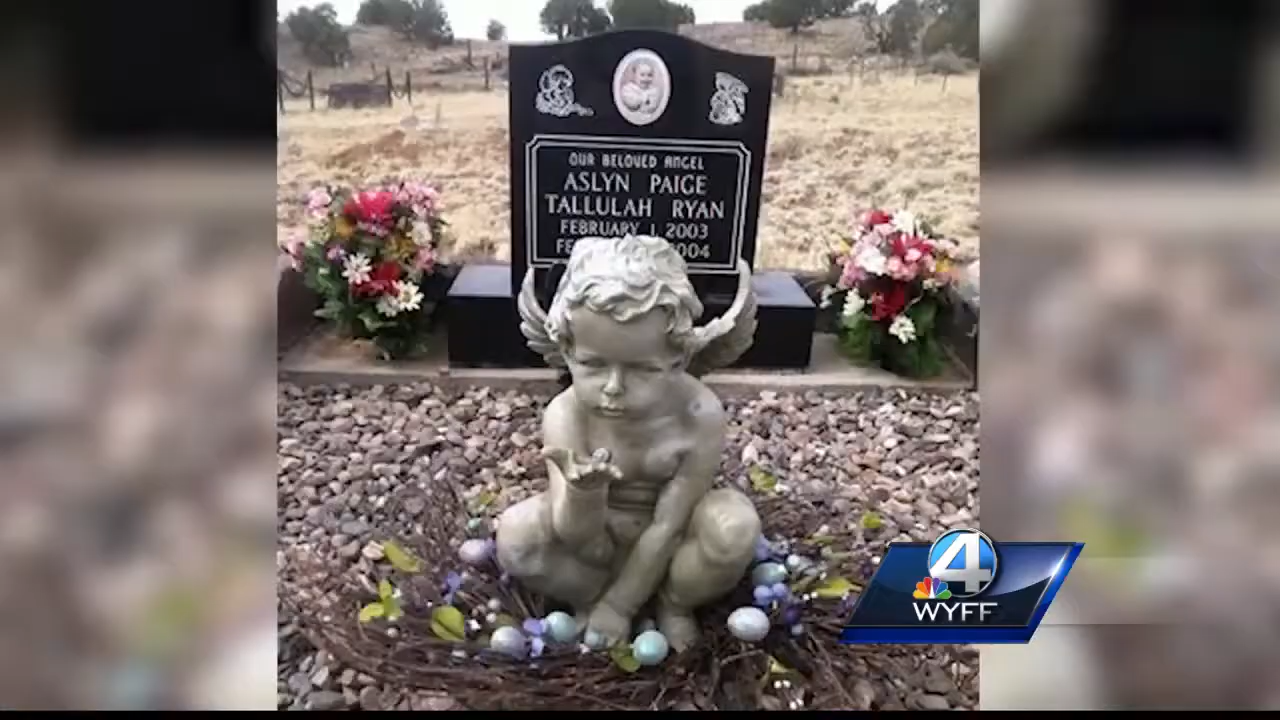 OUR BELOVED ANGEL
ASLYN PAIGE
TALLULAH RYAN
FEBRUARY 1, 2003
2004
4
WYFF